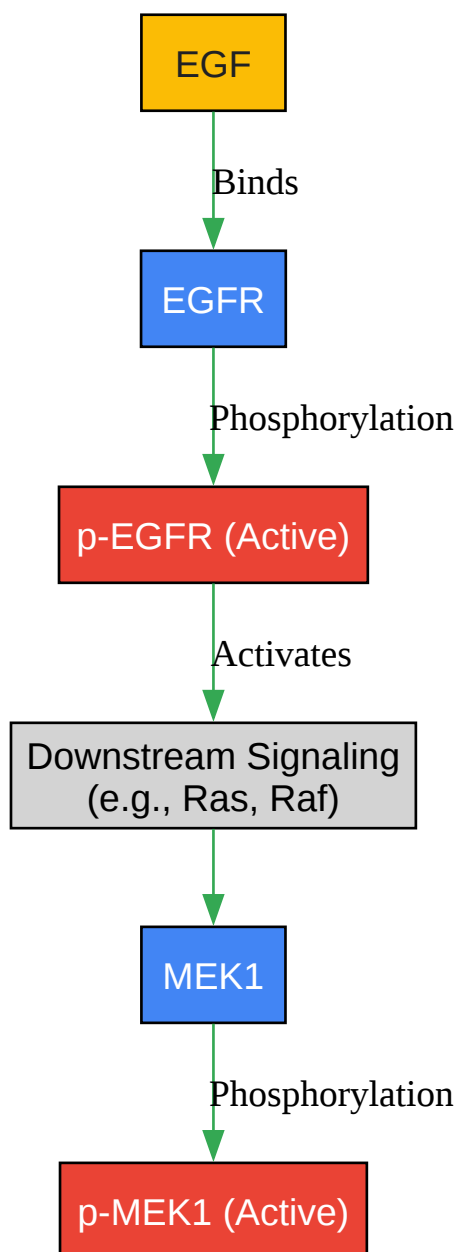 EGF
Binds
EGFR
Phosphorylation
p-EGFR (Active)
Activates
Downstream Signaling
(e.g., Ras, Raf)
MEK1
Phosphorylation
p-MEK1 (Active)